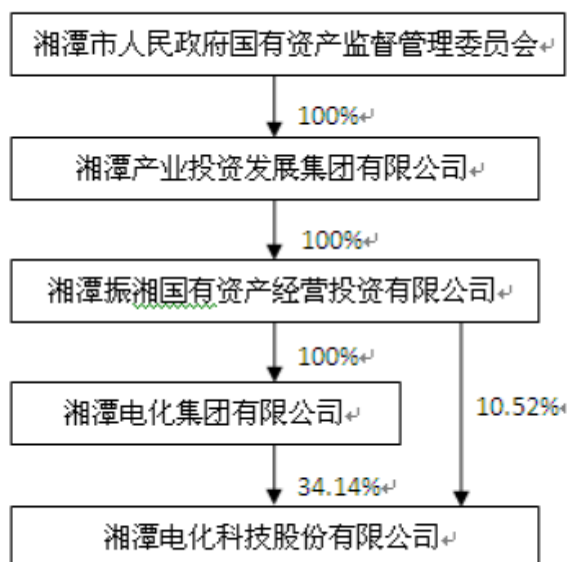 湘潭市人民政府国有资产监督管理委员会
100%
湘潭产业投资发展集团有限公司
100%
湘潭振湘国有资产经营投资有限公司
100%
湘潭电化集团有限公司
10.52%
34.14%
湘潭电化科技股份有限公司